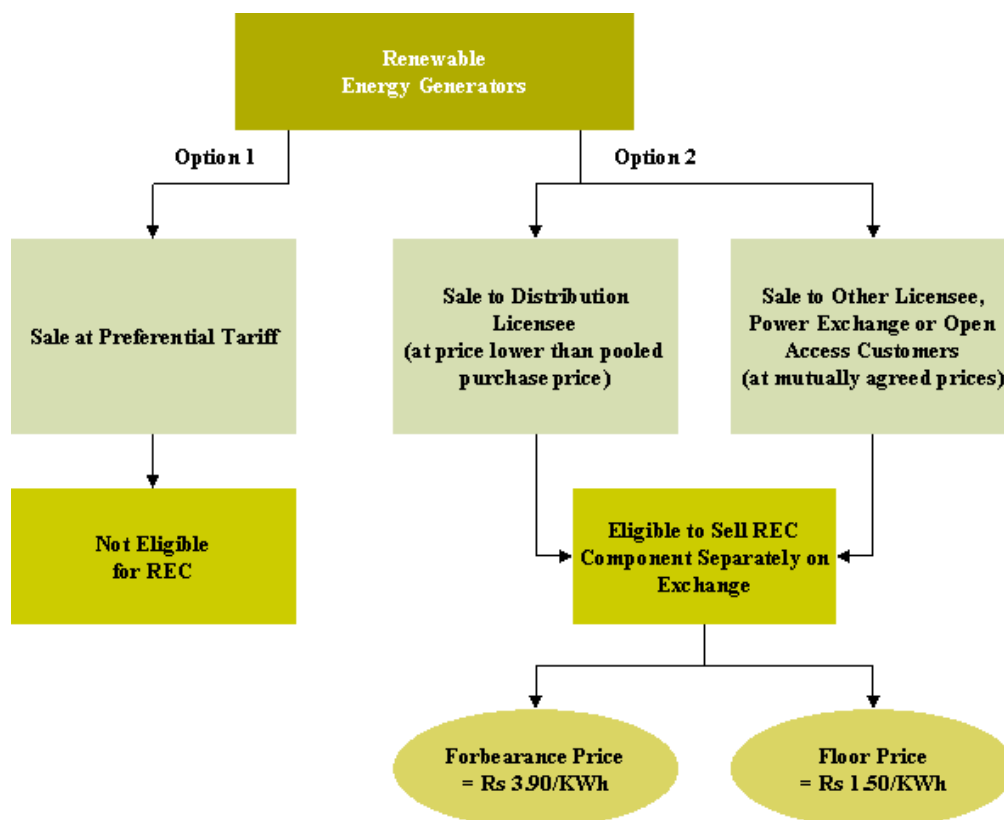 Renewable
Energy Generators
Option 1
Option 2
Sale at Preferential Tariff
Sale to Distribution
Licensee
(at price lower than pooled
purchase price)
Sale to Other Licensee,
Power Exchange or Open
Access Customers
(at mutually agreed prices)
Not Eligible
for REC
Eligible to Sell REC
Component Separately on
Exchange
Forbearance Price
= Rs 3.90/KWh
Floor Price
= Rs 1.50/KWh